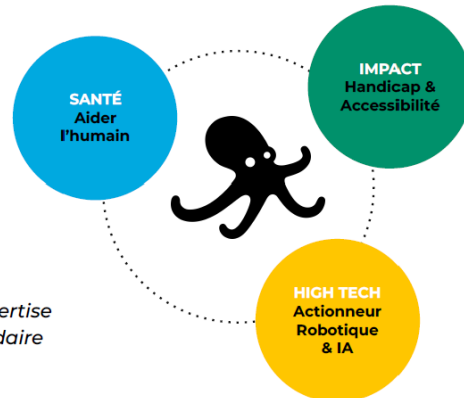 IMPACT
Handicap &
Accessibilité
SANTÉ
Aider
l'humain
HIGH TECH
Actionneur
Robotique
& IA